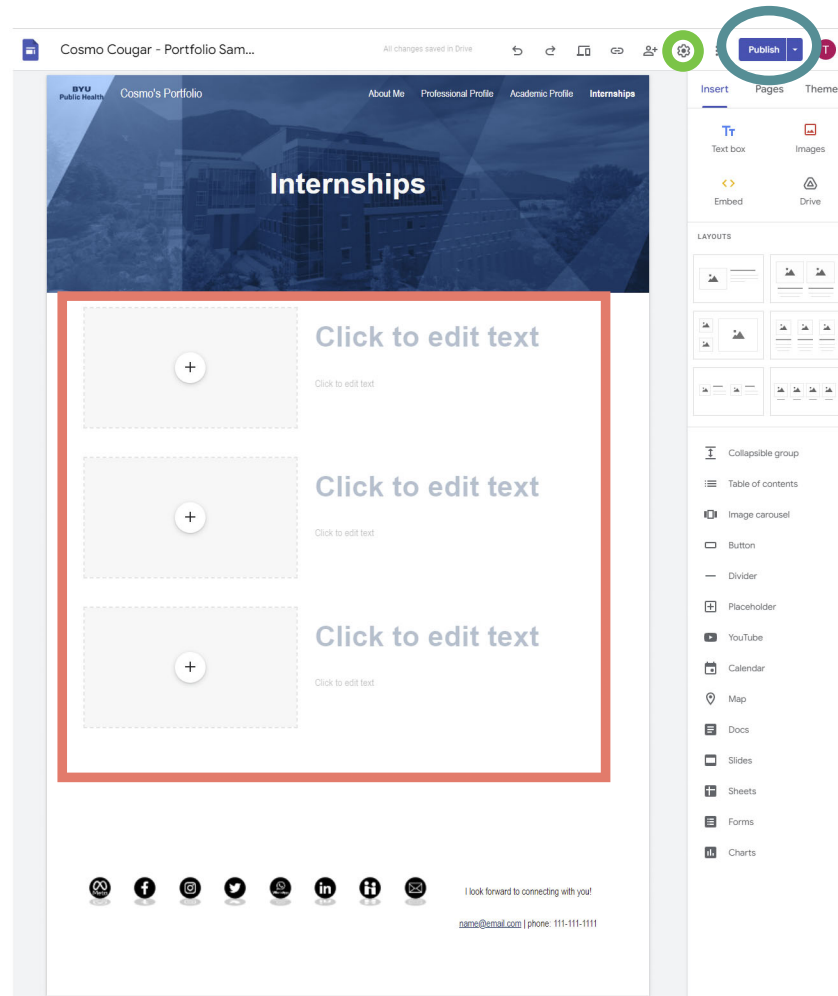 Cosmo Cougar - Portfolio Sam...
All changes saved in Drive
Publish
T
BYU
Public Health
Cosmo's Portfolio
About Me
Professional Profile
Academic Profile
Internships
Internships
Insert
Pages
Theme
Text box
Images
Embed
Drive
LAYOUTS
Click to edit text
Click to edit text
Click to edit text
Click to edit text
Click to edit text
Click to edit text
Collapsible group
Table of contents
Image carousel
Button
Divider
Placeholder
YouTube
Calendar
Map
Docs
Slides
Sheets
Forms
Charts
Meta
I look forward to connecting with you!
name@email.com | phone: 111-111-1111